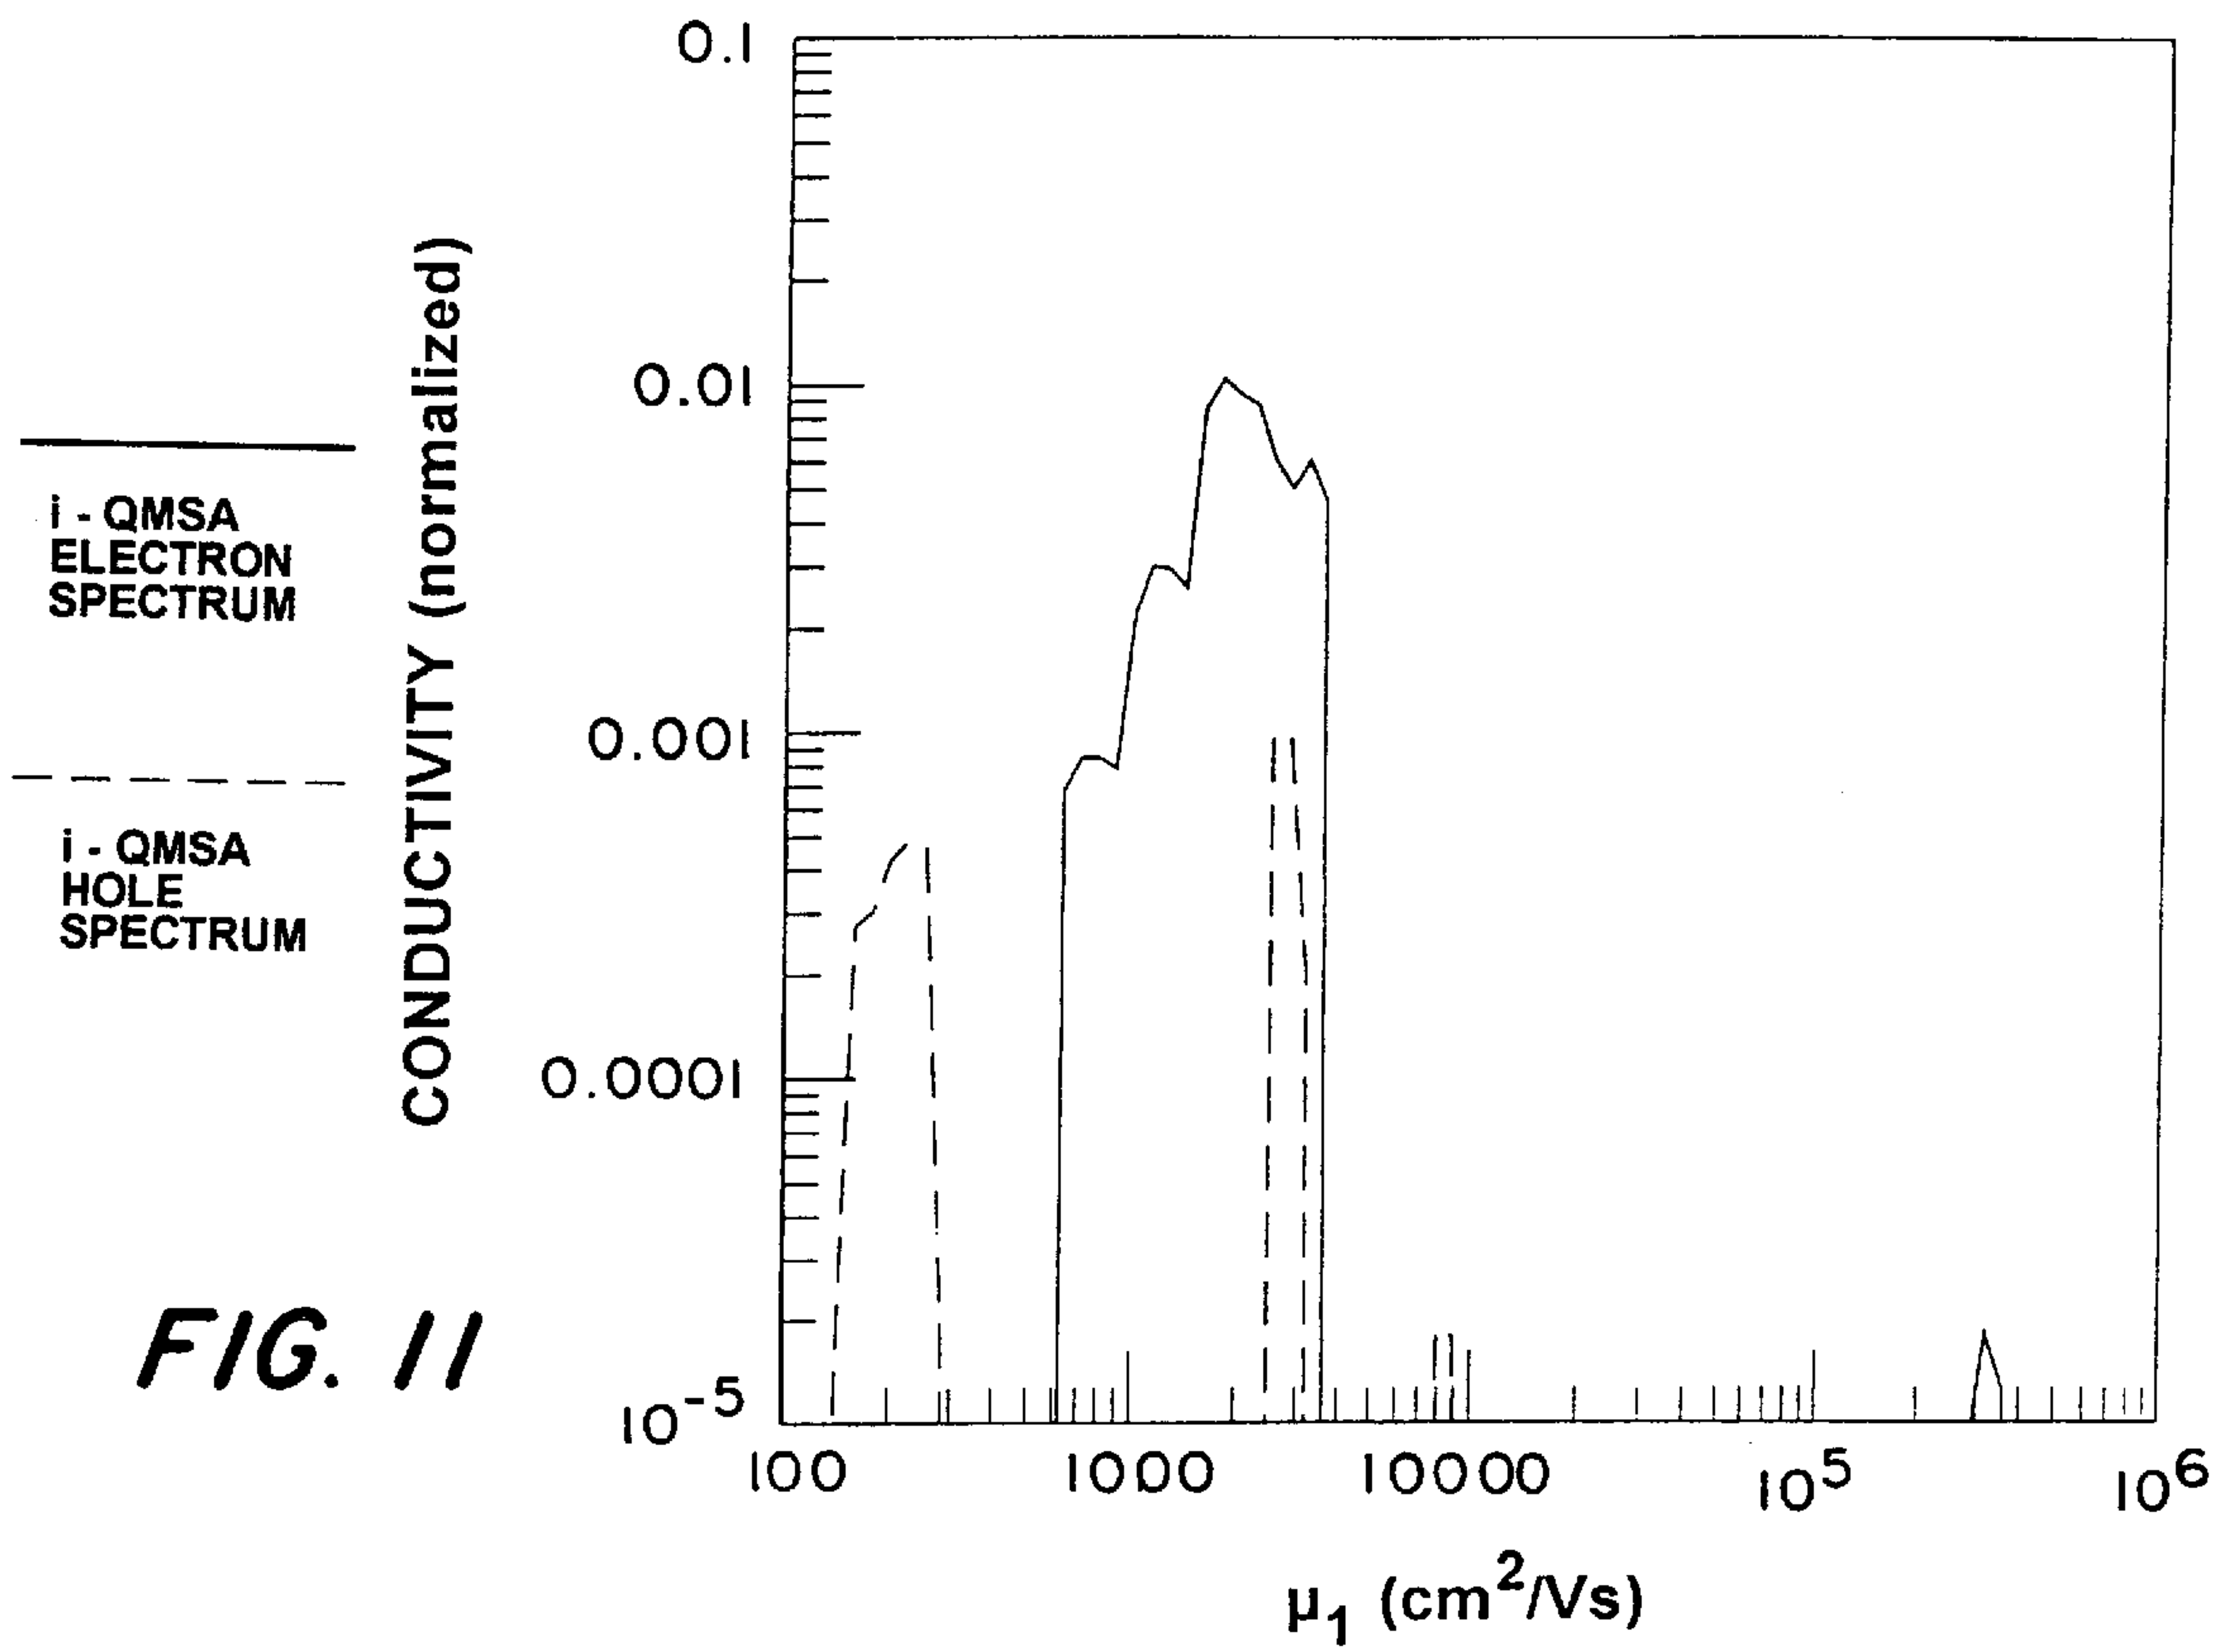 0.1
0.01
0.001
0.0001
10⁻⁵
CONDUCTIVITY (normalized)
i - QMSA
ELECTRON
SPECTRUM
i - QMSA
HOLE
SPECTRUM
FIG. 11
100
1000
10000
10⁵
10⁶
μ₁ (cm²/Vs)